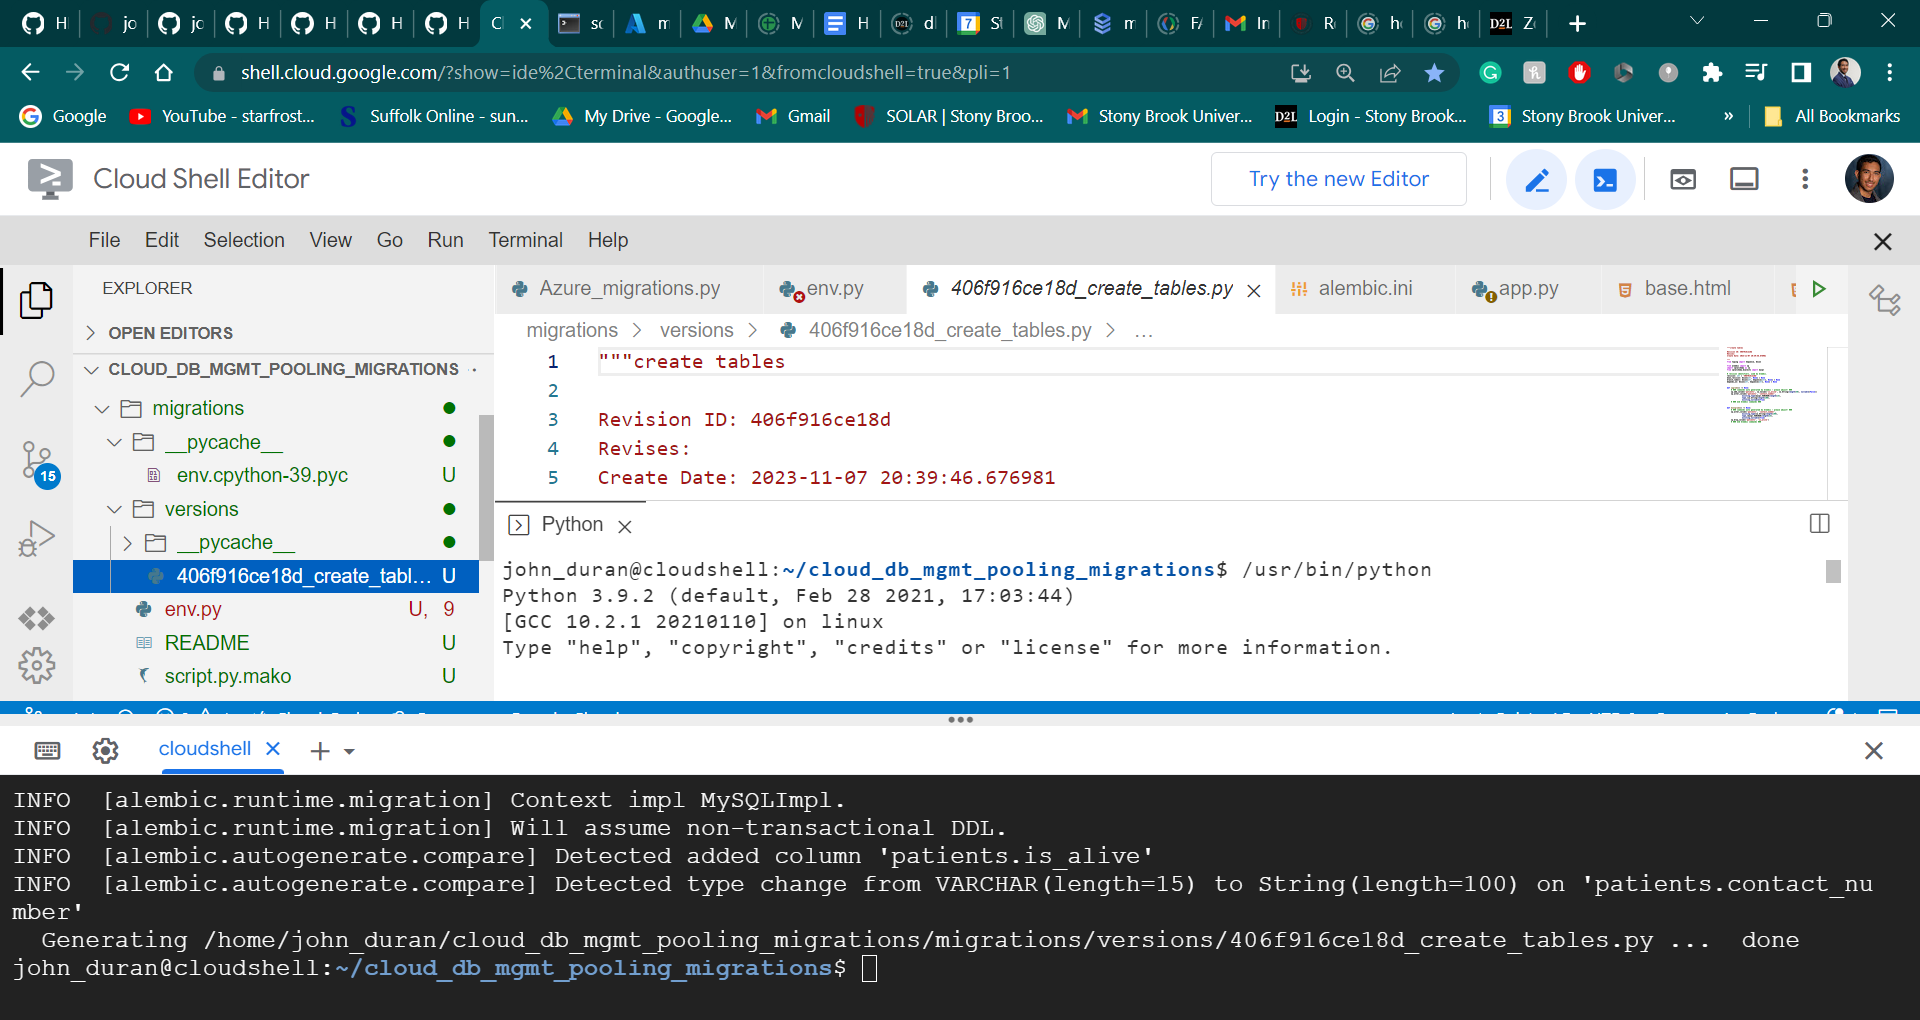 shell.cloud.google.com/?show=ide%2Cterminal&authuser=1&fromcloudshell=true&pli=1
Google
YouTube - starfrost...
Suffolk Online - sun...
My Drive - Google...
Gmail
SOLAR | Stony Broo...
Stony Brook Univer...
Login - Stony Brook...
Stony Brook Univer...
»
All Bookmarks
Cloud Shell Editor
Try the new Editor
File Edit Selection View Go Run Terminal Help
EXPLORER
OPEN EDITORS
CLOUD_DB_MGMT_POOLING_MIGRATIONS
migrations
__pycache__
env.cpython-39.pyc U
versions
__pycache__
406f916ce18d_create_tabl... U
env.py U, 9
README U
script.py.mako U
15
Azure_migrations.py
env.py
406f916ce18d_create_tables.py
alembic.ini
app.py
base.html
migrations > versions > 406f916ce18d_create_tables.py > ...
1 """create tables
2
3 Revision ID: 406f916ce18d
4 Revises:
5 Create Date: 2023-11-07 20:39:46.676981
Python
john_duran@cloudshell:~/cloud_db_mgmt_pooling_migrations$ /usr/bin/python
Python 3.9.2 (default, Feb 28 2021, 17:03:44)
[GCC 10.2.1 20210110] on linux
Type "help", "copyright", "credits" or "license" for more information.
cloudshell
INFO  [alembic.runtime.migration] Context impl MySQLImpl.
INFO  [alembic.runtime.migration] Will assume non-transactional DDL.
INFO  [alembic.autogenerate.compare] Detected added column 'patients.is_alive'
INFO  [alembic.autogenerate.compare] Detected type change from VARCHAR(length=15) to String(length=100) on 'patients.contact_nu
mber'
  Generating /home/john_duran/cloud_db_mgmt_pooling_migrations/migrations/versions/406f916ce18d_create_tables.py ...  done
john_duran@cloudshell:~/cloud_db_mgmt_pooling_migrations$